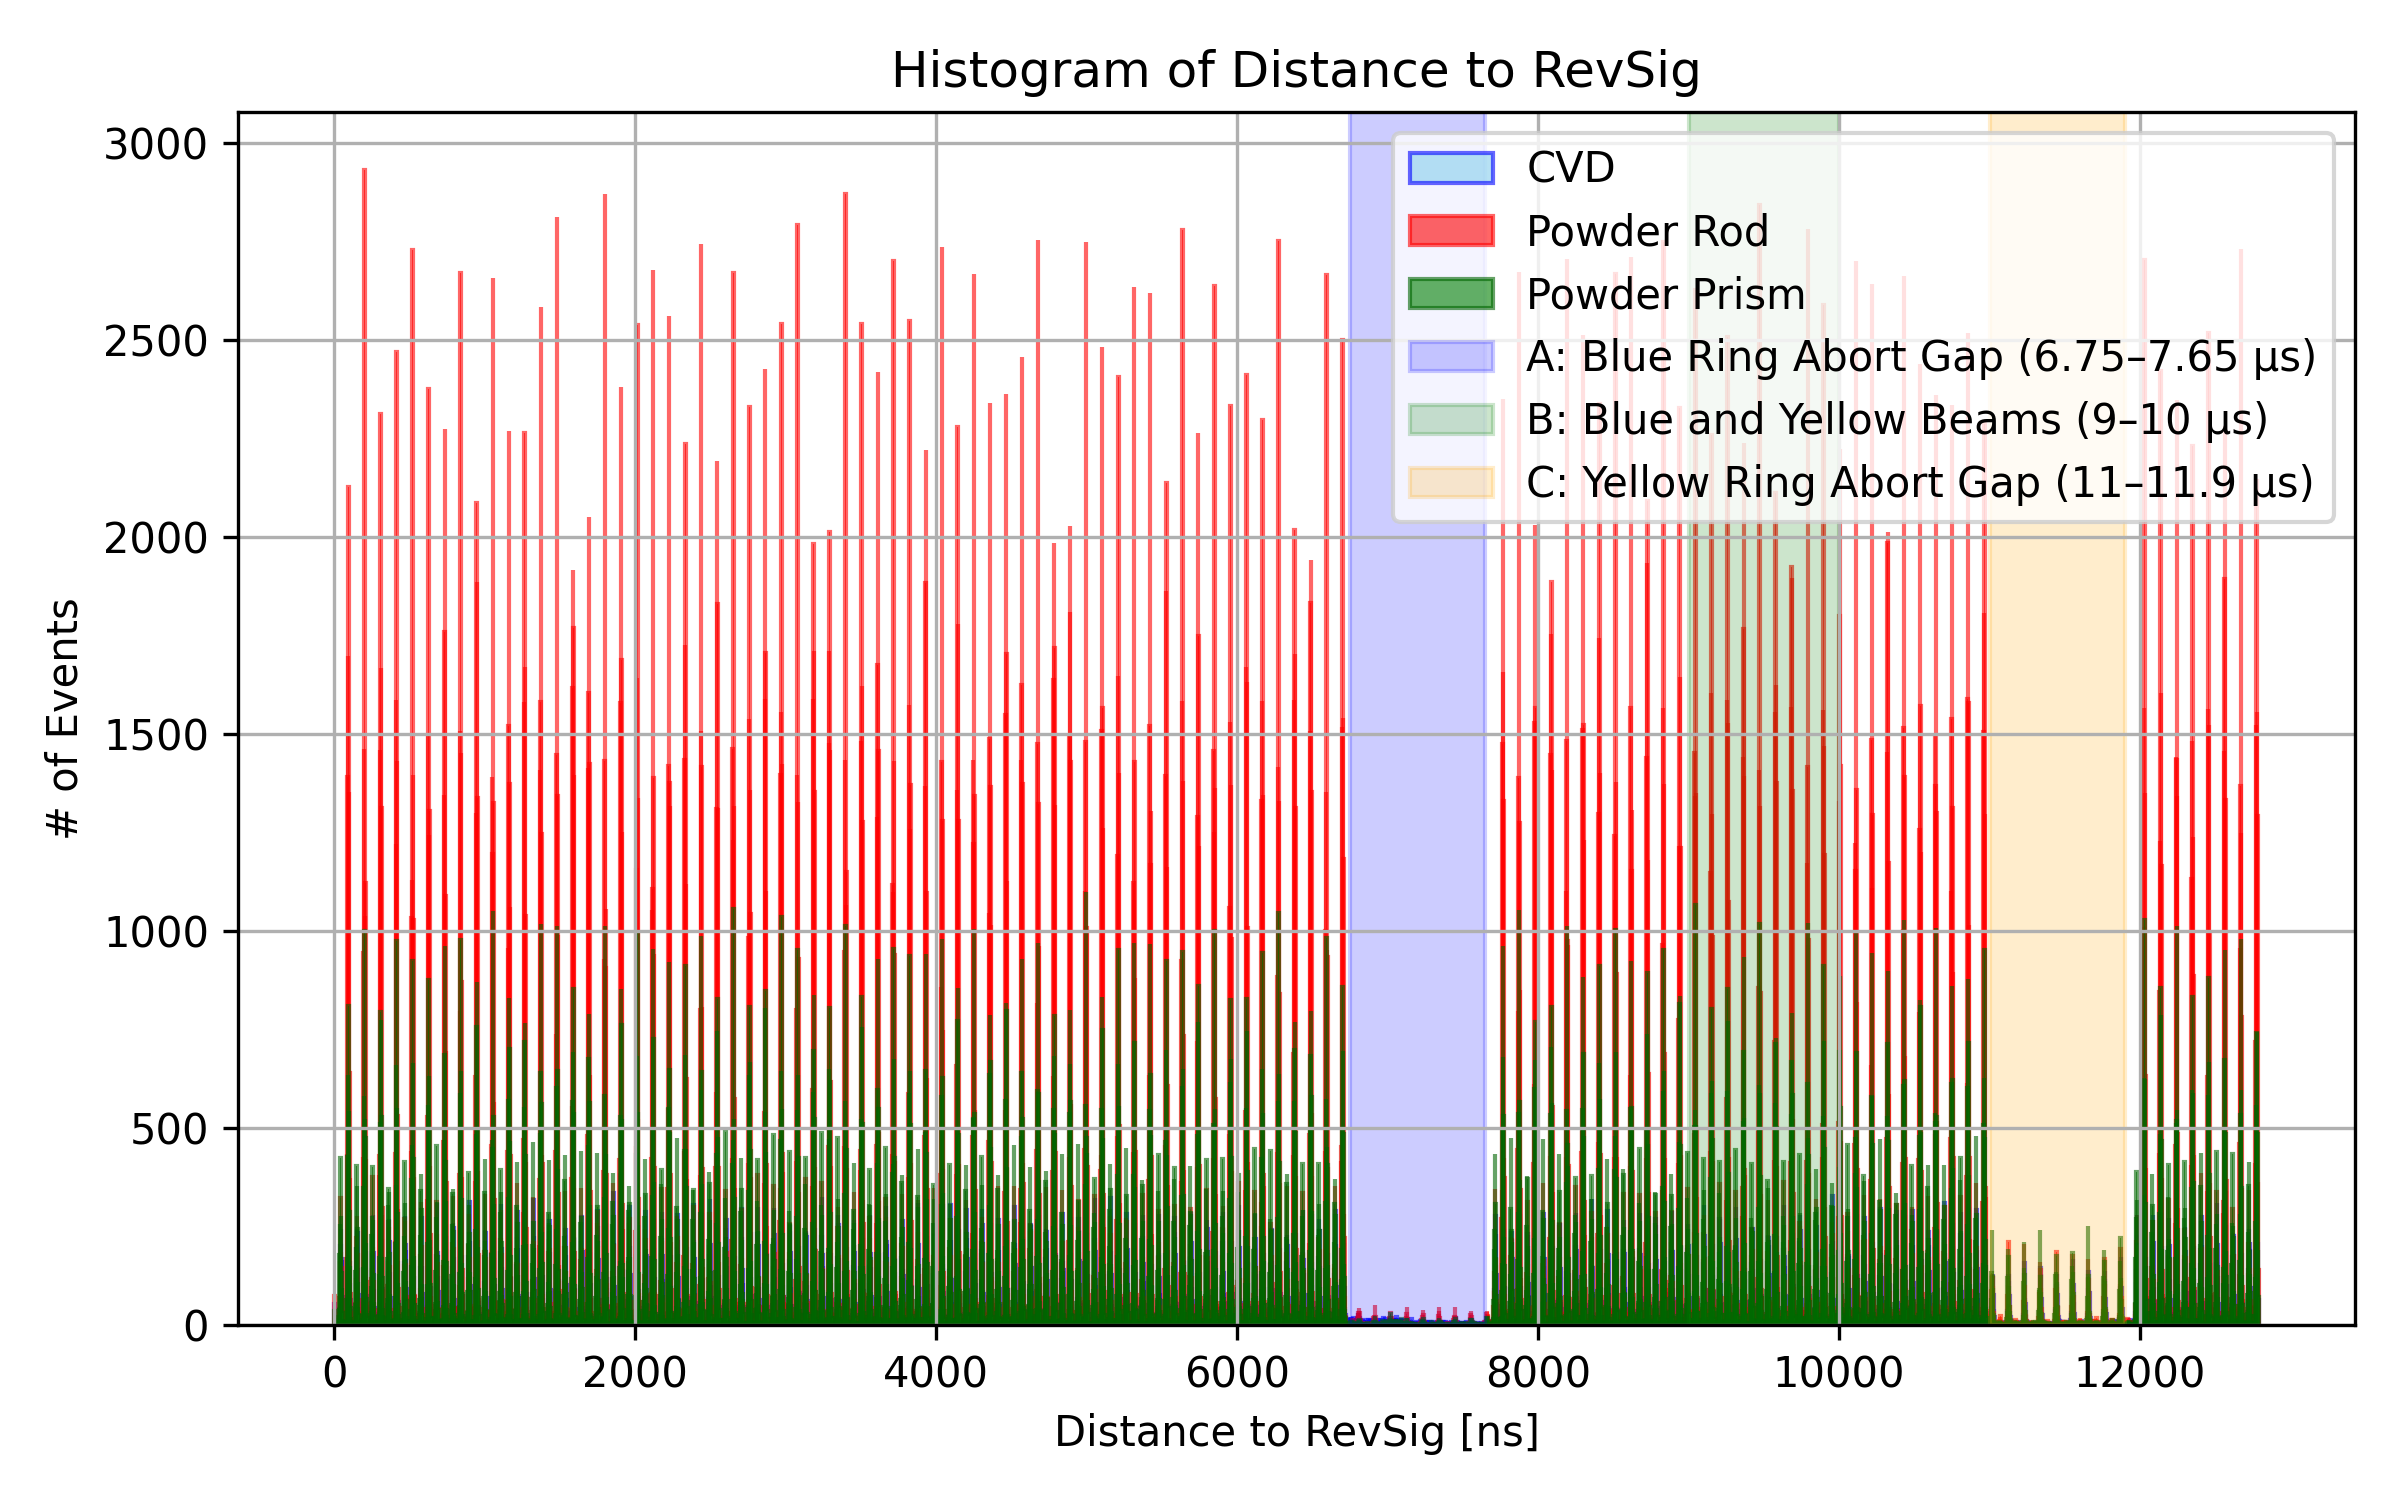 Histogram of Distance to RevSig
# of Events
3000
2500
2000
1500
1000
500
0
CVD
Powder Rod
Powder Prism
A: Blue Ring Abort Gap (6.75–7.65 µs)
B: Blue and Yellow Beams (9–10 µs)
C: Yellow Ring Abort Gap (11–11.9 µs)
0 2000 4000 6000 8000 10000 12000
Distance to RevSig [ns]